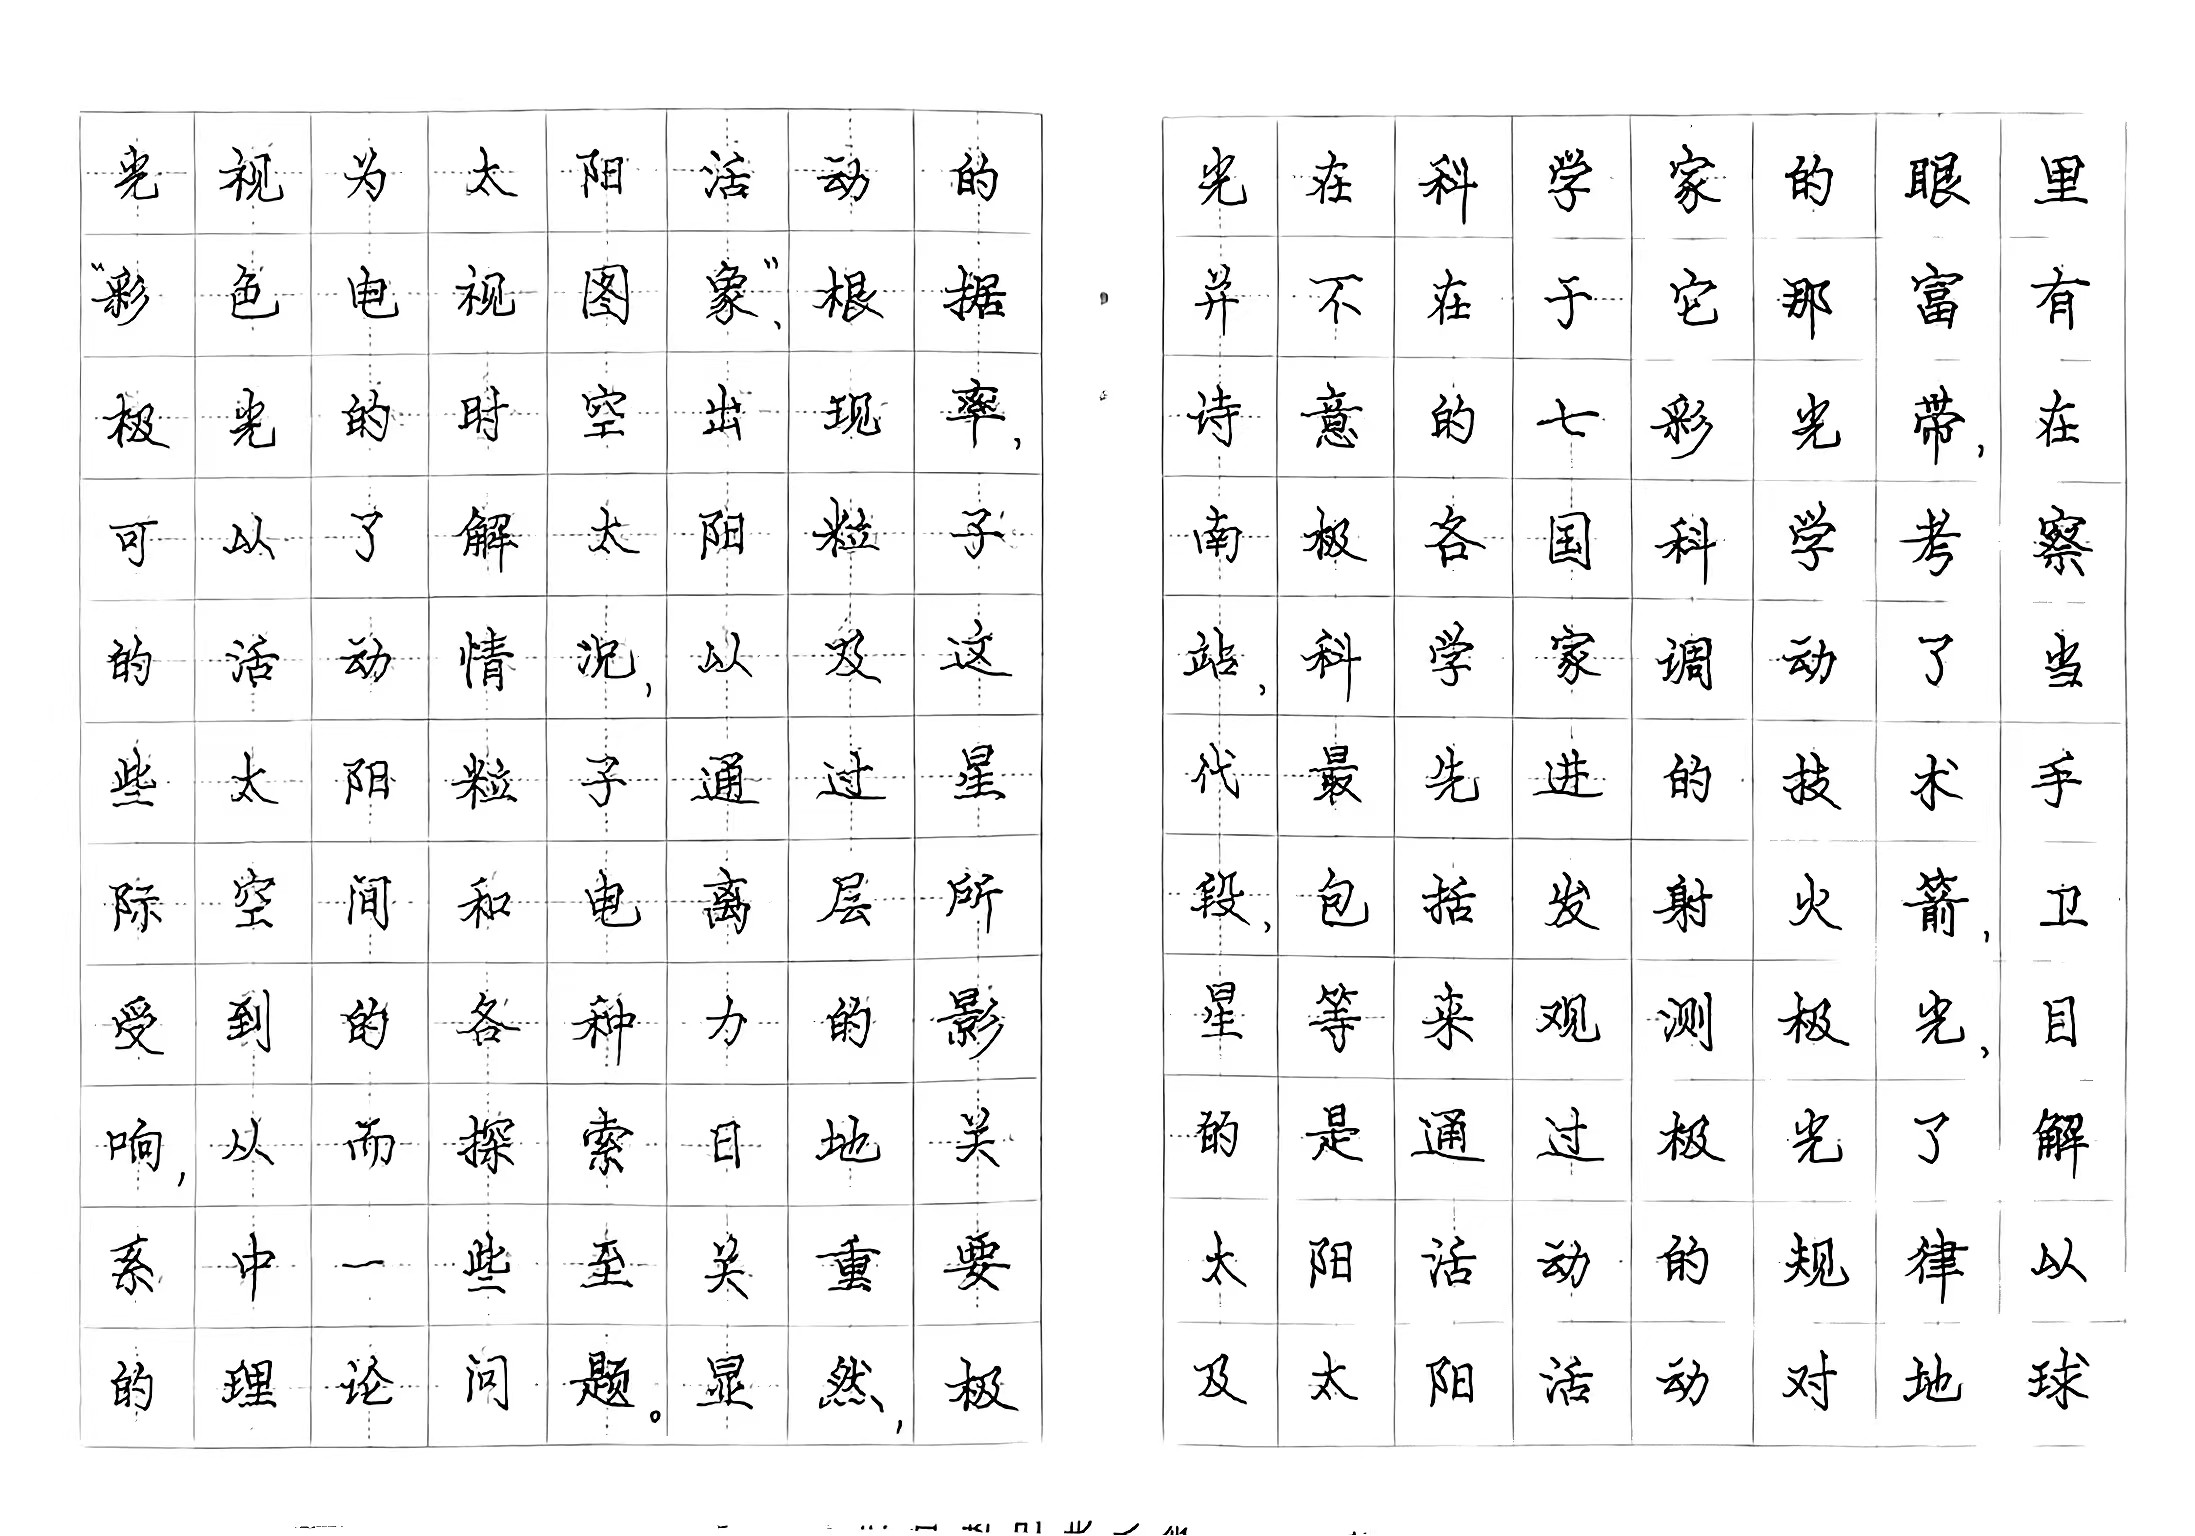 光视为太阳活动的
“彩色电视图象”，根据
极光的时空出现率，
可以了解太阳粒子
的活动情况，以及这
些太阳粒子通过星
际空间和电离层所
受到的各种力的影
响，从而探索日地关
系中一些至关重要
的理论问题。显然，极
光在科学家的眼里
并不在于它那富有
诗意的七彩光带，在
南极各国科学考察
站，科学家调动了当
代最先进的技术手
段，包括发射火箭，卫
星等来观测极光，目
的是通过极光了解
太阳活动的规律以
及太阳活动对地球